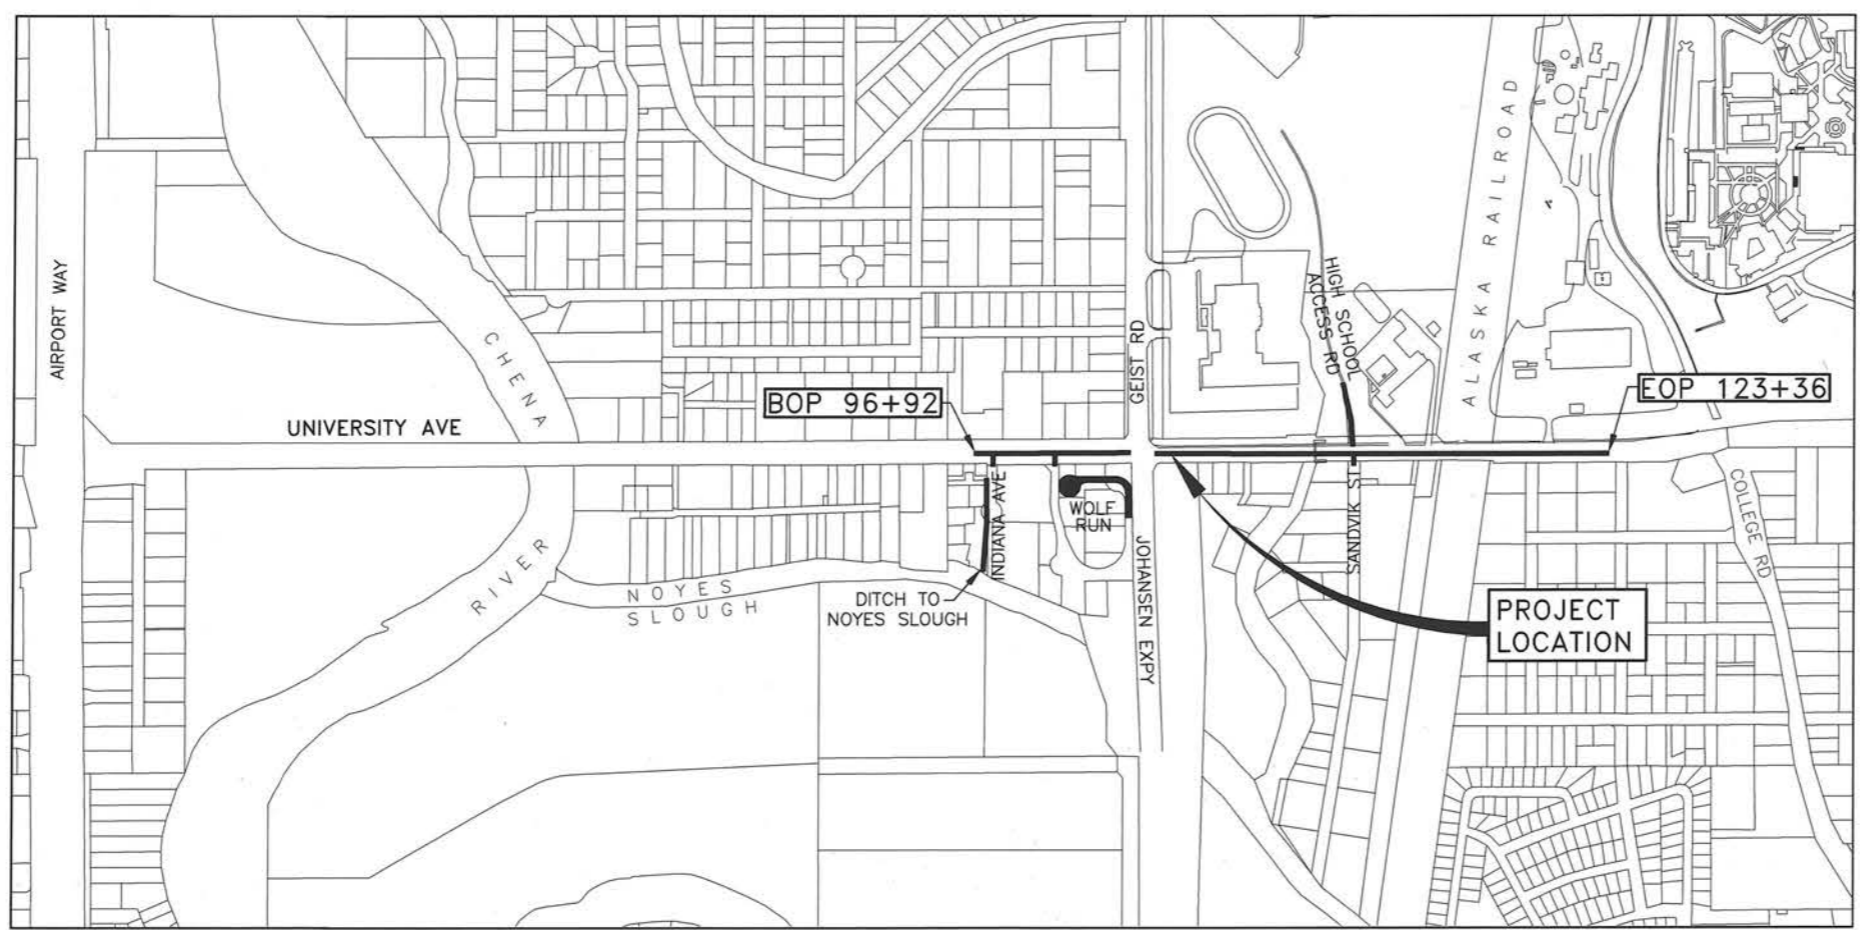 AIRPORT WAY
UNIVERSITY AVE
CHENA
RIVER
NOYES
SLOUGH
BOP 96+92
GEIST RD
HIGH SCHOOL
ACCESS RD
ALASKA RAILROAD
EOP 123+36
INDIANA AVE
WOLF
RUN
DITCH TO
NOYES SLOUGH
JOHANSEN EXPY
SANDVIK ST
COLLEGE RD
PROJECT
LOCATION